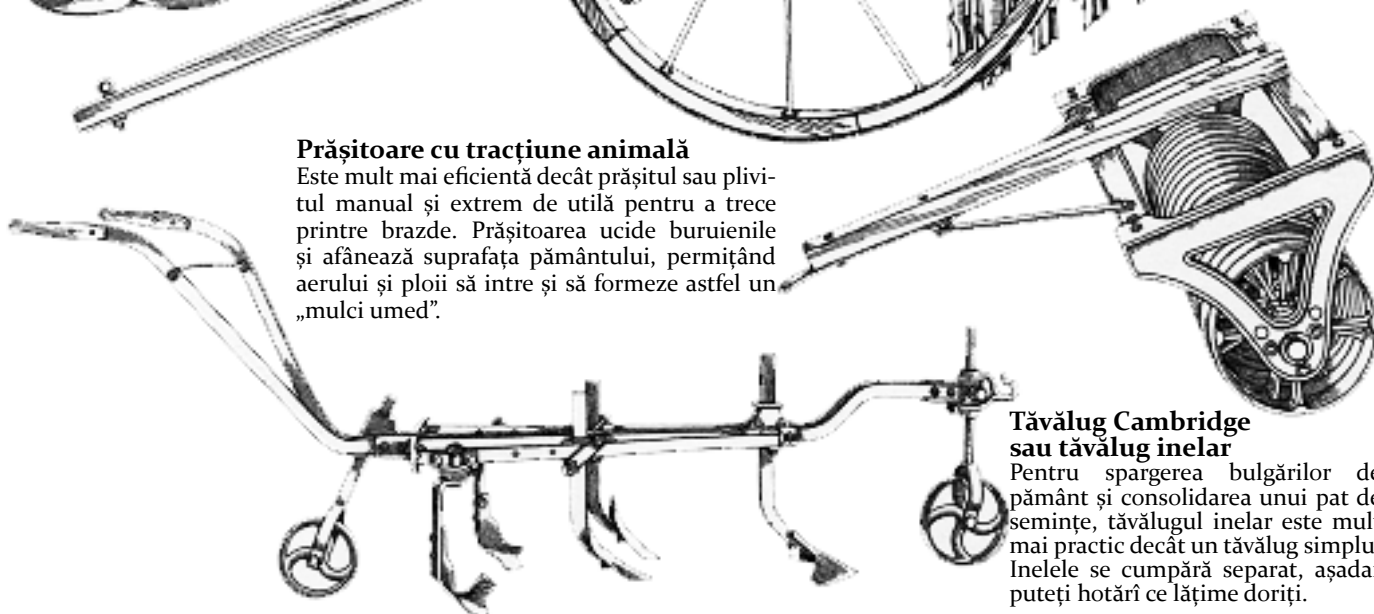 Prășitoare cu tracțiune animală
Este mult mai eficientă decât prășitul sau plivi-
tul manual și extrem de utilă pentru a trece
printre brazde. Prășitoarea ucide buruienile
și afânează suprafața pământului, permițând
aerului și ploii să intre și să formeze astfel un
„mulci umed”.
Tăvălug Cambridge
sau tăvălug inelar
Pentru spargerea bulgărilor de
pământ și consolidarea unui pat de
semințe, tăvălugul inelar este mult
mai practic decât un tăvălug simplu.
Inelele se cumpără separat, așadar
puteți hotărî ce lățime doriți.